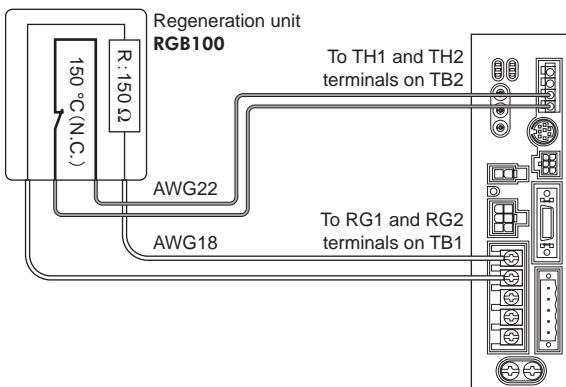 Regeneration unit
RGB100
R:150Ω
150 °C(N.C.)
To TH1 and TH2
terminals on TB2
AWG22
To RG1 and RG2
terminals on TB1
AWG18